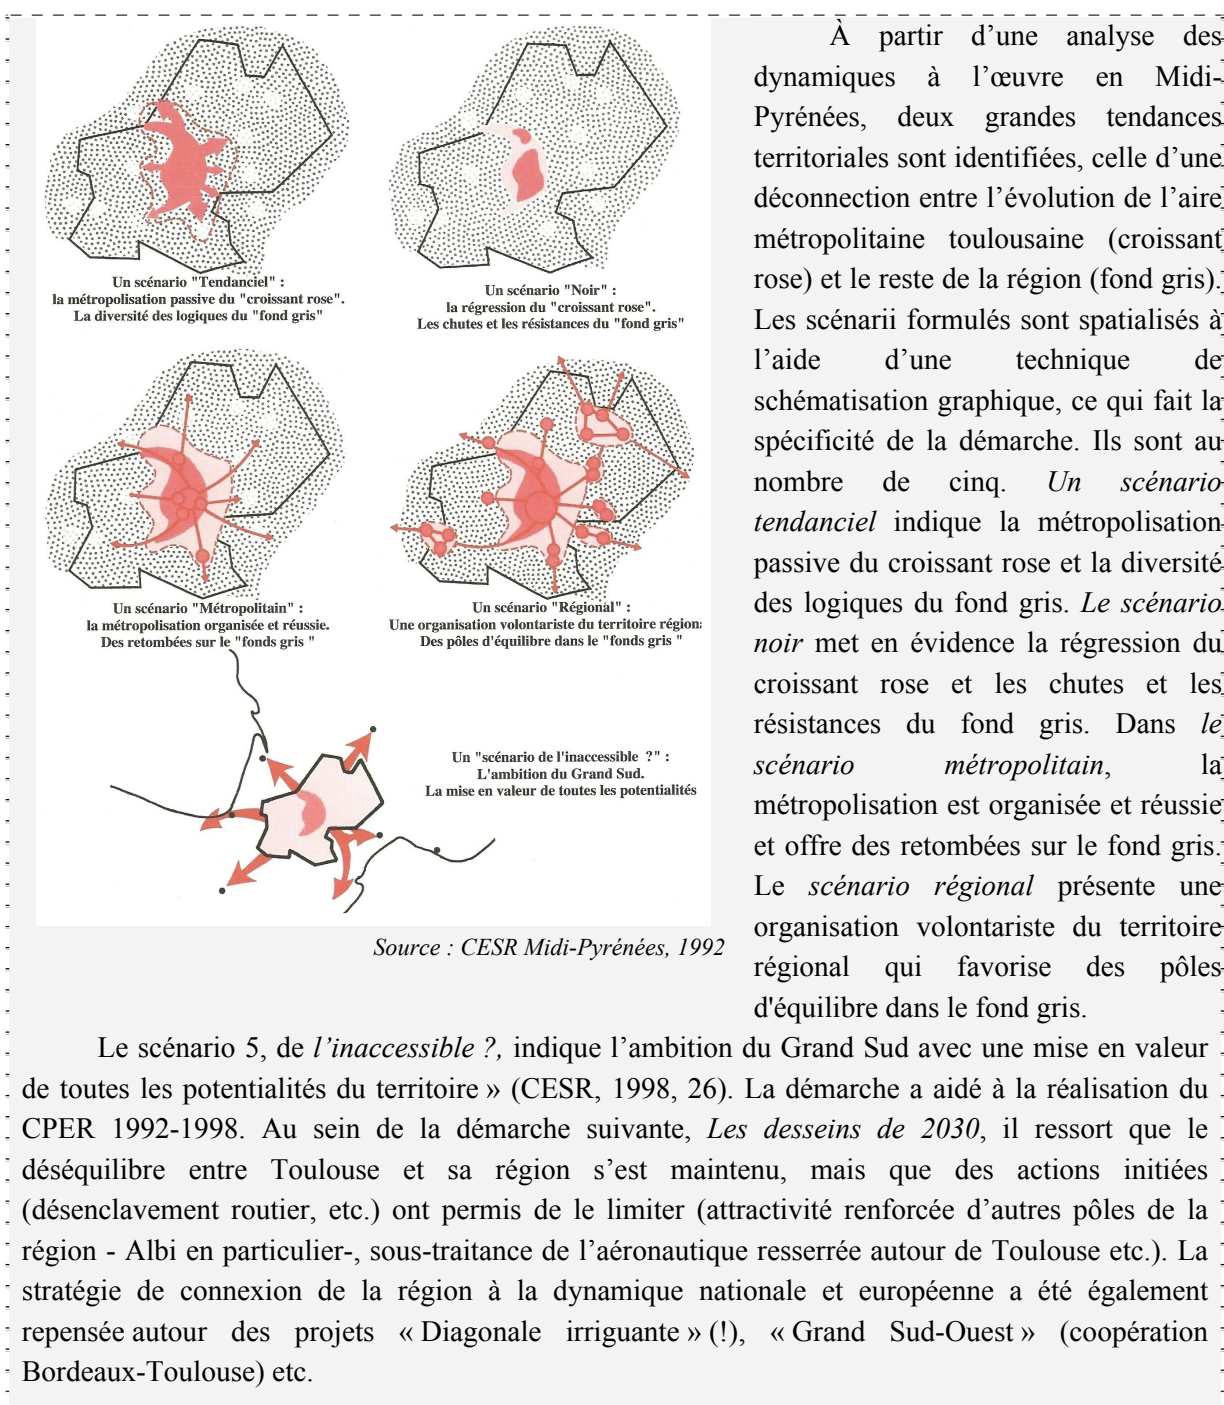 Un scénario "Tendanciel" :
la métropolisation passive du "croissant rose".
La diversité des logiques du "fond gris"
Un scénario "Noir" :
la régression du "croissant rose".
Les chutes et les résistances du "fond gris"
Un scénario "Métropolitain" :
la métropolisation organisée et réussie.
Des retombées sur le "fonds gris "
Un scénario "Régional" :
Une organisation volontariste du territoire région
Des pôles d'équilibre dans le "fonds gris "
Un "scénario de l'inaccessible ?" :
L'ambition du Grand Sud.
La mise en valeur de toutes les potentialités
Source : CESR Midi-Pyrénées, 1992
À partir d’une analyse des
dynamiques à l’œuvre en Midi-
Pyrénées, deux grandes tendances
territoriales sont identifiées, celle d’une
déconnection entre l’évolution de l’aire
métropolitaine toulousaine (croissant
rose) et le reste de la région (fond gris).
Les scénarii formulés sont spatialisés à
l’aide d’une technique de
schématisation graphique, ce qui fait la
spécificité de la démarche. Ils sont au
nombre de cinq. Un scénario
tendanciel indique la métropolisation
passive du croissant rose et la diversité
des logiques du fond gris. Le scénario
noir met en évidence la régression du
croissant rose et les chutes et les
résistances du fond gris. Dans le
scénario métropolitain, la
métropolisation est organisée et réussie
et offre des retombées sur le fond gris.
Le scénario régional présente une
organisation volontariste du territoire
régional qui favorise des pôles
d'équilibre dans le fond gris.
Le scénario 5, de l’inaccessible ?, indique l’ambition du Grand Sud avec une mise en valeur
de toutes les potentialités du territoire » (CESR, 1998, 26). La démarche a aidé à la réalisation du
CPER 1992-1998. Au sein de la démarche suivante, Les desseins de 2030, il ressort que le
déséquilibre entre Toulouse et sa région s’est maintenu, mais que des actions initiées
(désenclavement routier, etc.) ont permis de le limiter (attractivité renforcée d’autres pôles de la
région - Albi en particulier-, sous-traitance de l’aéronautique resserrée autour de Toulouse etc.). La
stratégie de connexion de la région à la dynamique nationale et européenne a été également
repensée autour des projets « Diagonale irriguante » (!), « Grand Sud-Ouest » (coopération
Bordeaux-Toulouse) etc.